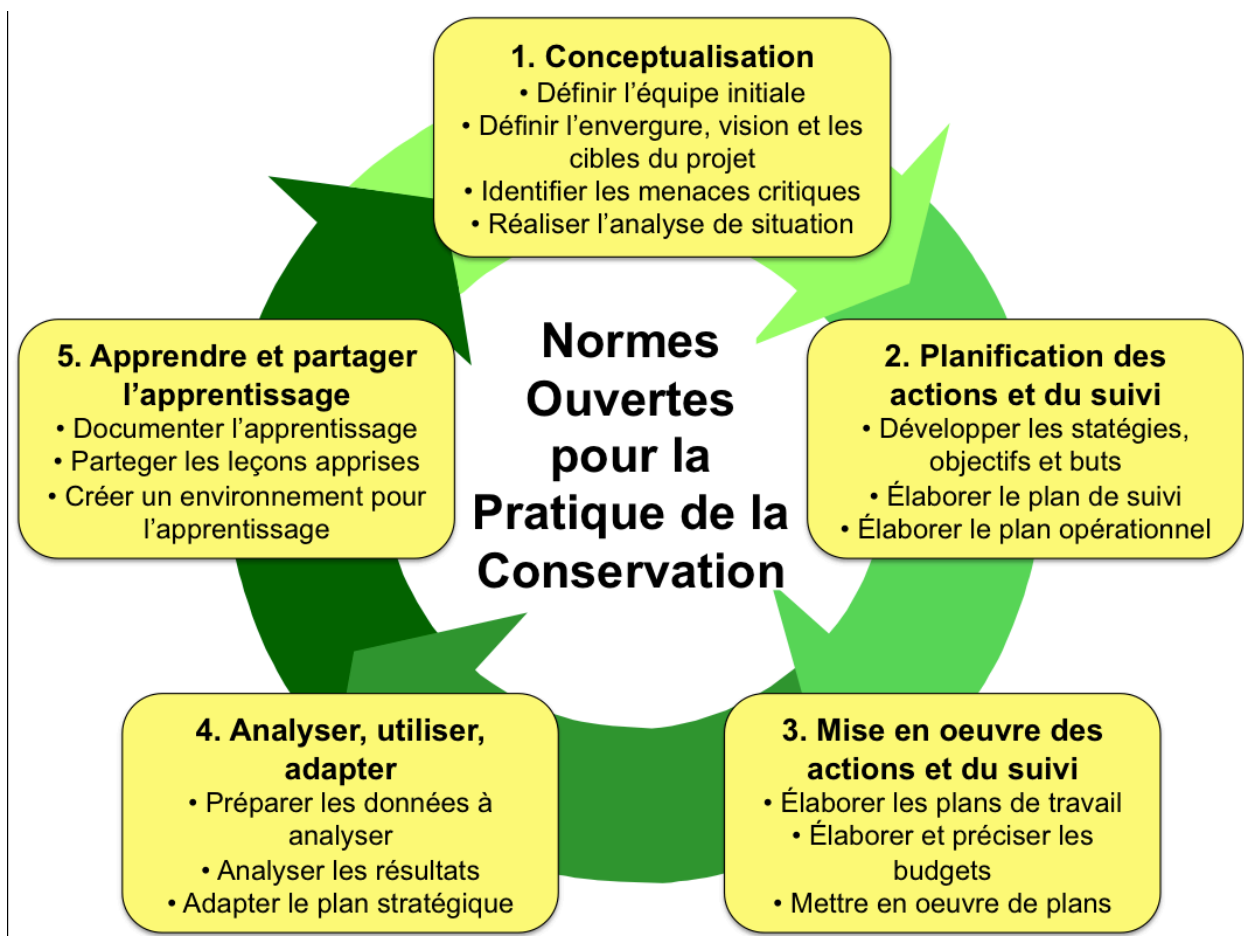 1. Conceptualisation
• Définir l’équipe initiale
• Définir l’envergure, vision et les
cibles du projet
• Identifier les menaces critiques
• Réaliser l’analyse de situation
Normes
Ouvertes
pour la
Pratique de la
Conservation
2. Planification des
actions et du suivi
• Développer les statégies,
objectifs et buts
• Élaborer le plan de suivi
• Élaborer le plan opérationnel
3. Mise en oeuvre des
actions et du suivi
• Élaborer les plans de travail
• Élaborer et préciser les
budgets
• Mettre en oeuvre de plans
4. Analyser, utiliser,
adapter
• Préparer les données à
analyser
• Analyser les résultats
• Adapter le plan stratégique
5. Apprendre et partager
l’apprentissage
• Documenter l’apprentissage
• Parteger les leçons apprises
• Créer un environnement pour
l’apprentissage